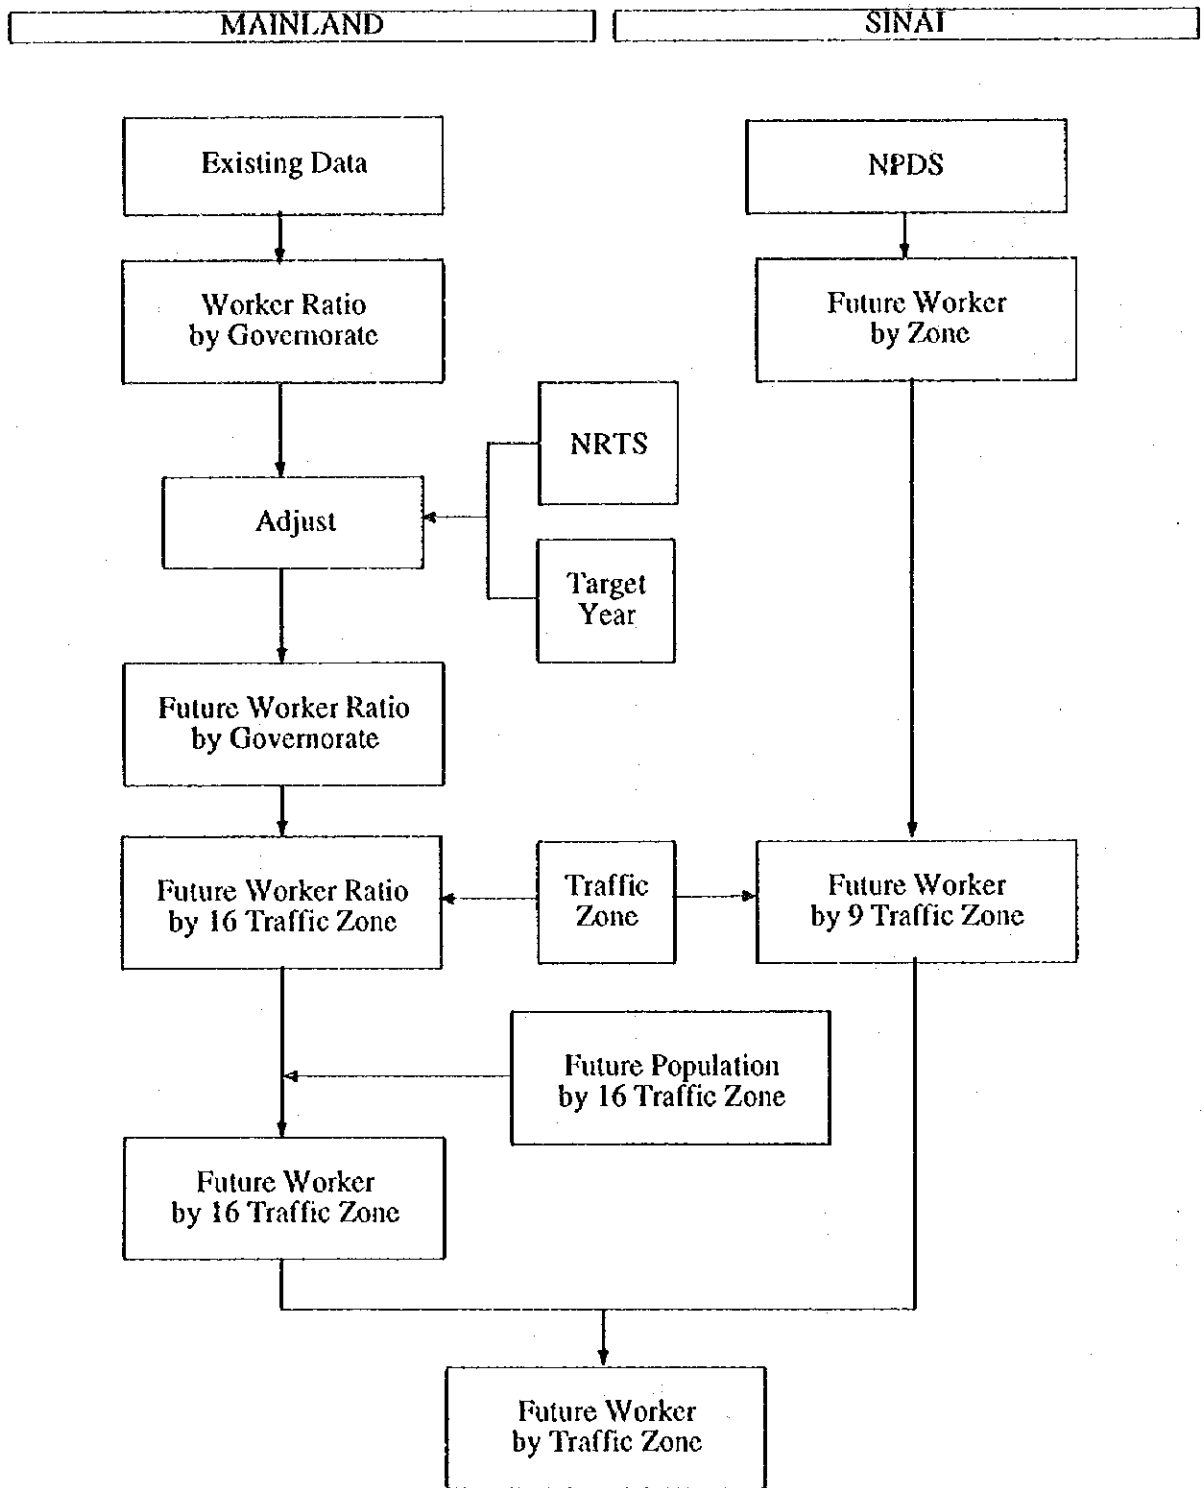 MAINLAND
SINAI
Existing Data
NPDS
Worker Ratio
by Governorate
Future Worker
by Zone
NRTS
Adjust
Target
Year
Future Worker Ratio
by Governorate
Future Worker Ratio
by 16 Traffic Zone
Traffic
Zone
Future Worker
by 9 Traffic Zone
Future Population
by 16 Traffic Zone
Future Worker
by 16 Traffic Zone
Future Worker
by Traffic Zone